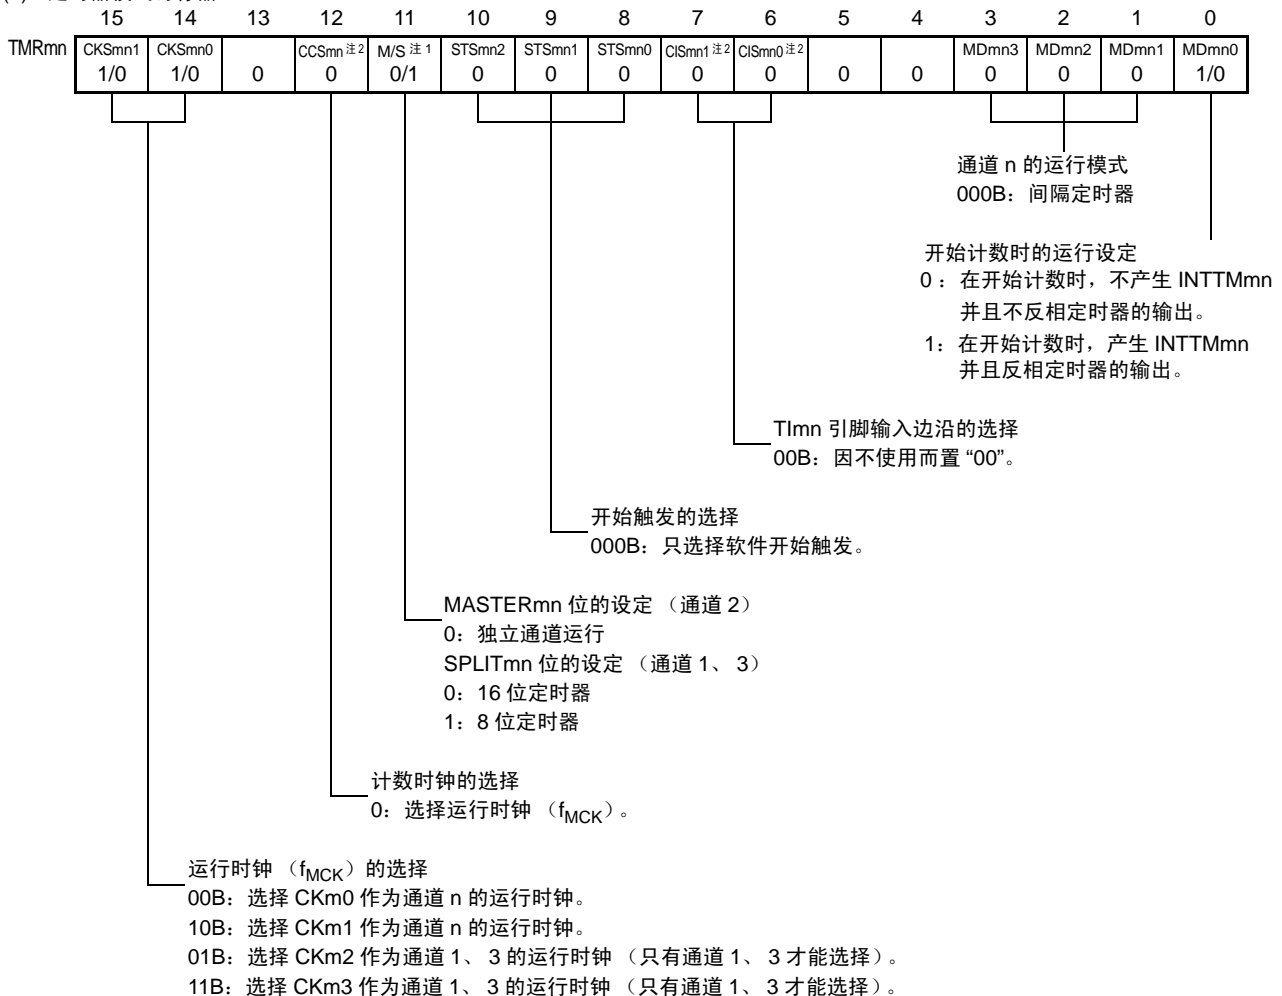 15 14 13 12 11 10 9 8 7 6 5 4 3 2 1 0
TMRmn CKSmn1 CKSmn0 CCSmn 注2 M/S 注1 STSmn2 STSmn1 STSmn0 CISmn1 注2 CISmn0 注2 MDmn3 MDmn2 MDmn1 MDmn0
1/0 1/0 0 0 0/1 0 0 0 0 0 0 0 0 0 0 1/0
通道 n 的运行模式
000B：间隔定时器
开始计数时的运行设定
0：在开始计数时，不产生 INTTMmn
并且不反相定时器的输出。
1：在开始计数时，产生 INTTMmn
并且反相定时器的输出。
TImn 引脚输入边沿的选择
00B：因不使用而置 “00”。
开始触发的选择
000B：只选择软件开始触发。
MASTERmn 位的设定 （通道 2）
0：独立通道运行
SPLITmn 位的设定 （通道 1、 3）
0：16 位定时器
1：8 位定时器
计数时钟的选择
0：选择运行时钟 （fMCK）。
运行时钟 （fMCK）的选择
00B：选择 CKm0 作为通道 n 的运行时钟。
10B：选择 CKm1 作为通道 n 的运行时钟。
01B：选择 CKm2 作为通道 1、 3 的运行时钟 （只有通道 1、 3 才能选择）。
11B：选择 CKm3 作为通道 1、 3 的运行时钟 （只有通道 1、 3 才能选择）。